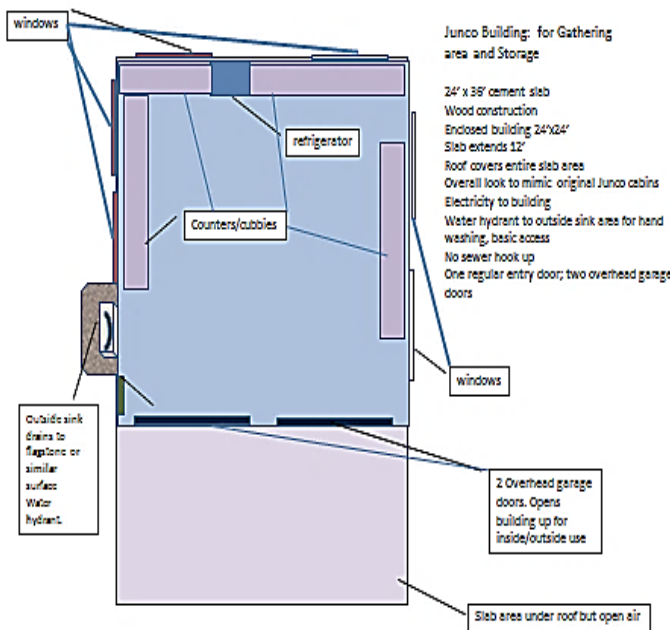 windows
Junco Building: for Gathering
area and Storage
24' x 36' cement slab
Wood construction
Enclosed building 24'x24'
Slab extends 12'
Roof covers entire slab area
Overall look to mimic original Junco cabins
Electricity to building
Water hydrant to outside sink area for hand
washing, basic access
No sewer hook up
One regular entry door; two overhead garage
doors
refrigerator
Counters/cubbies
windows
Outside sink
drains to
flagstone or
similar
surface
Water
hydrant.
2 Overhead garage
doors. Opens
building up for
inside/outside use
Slab area under roof but open air